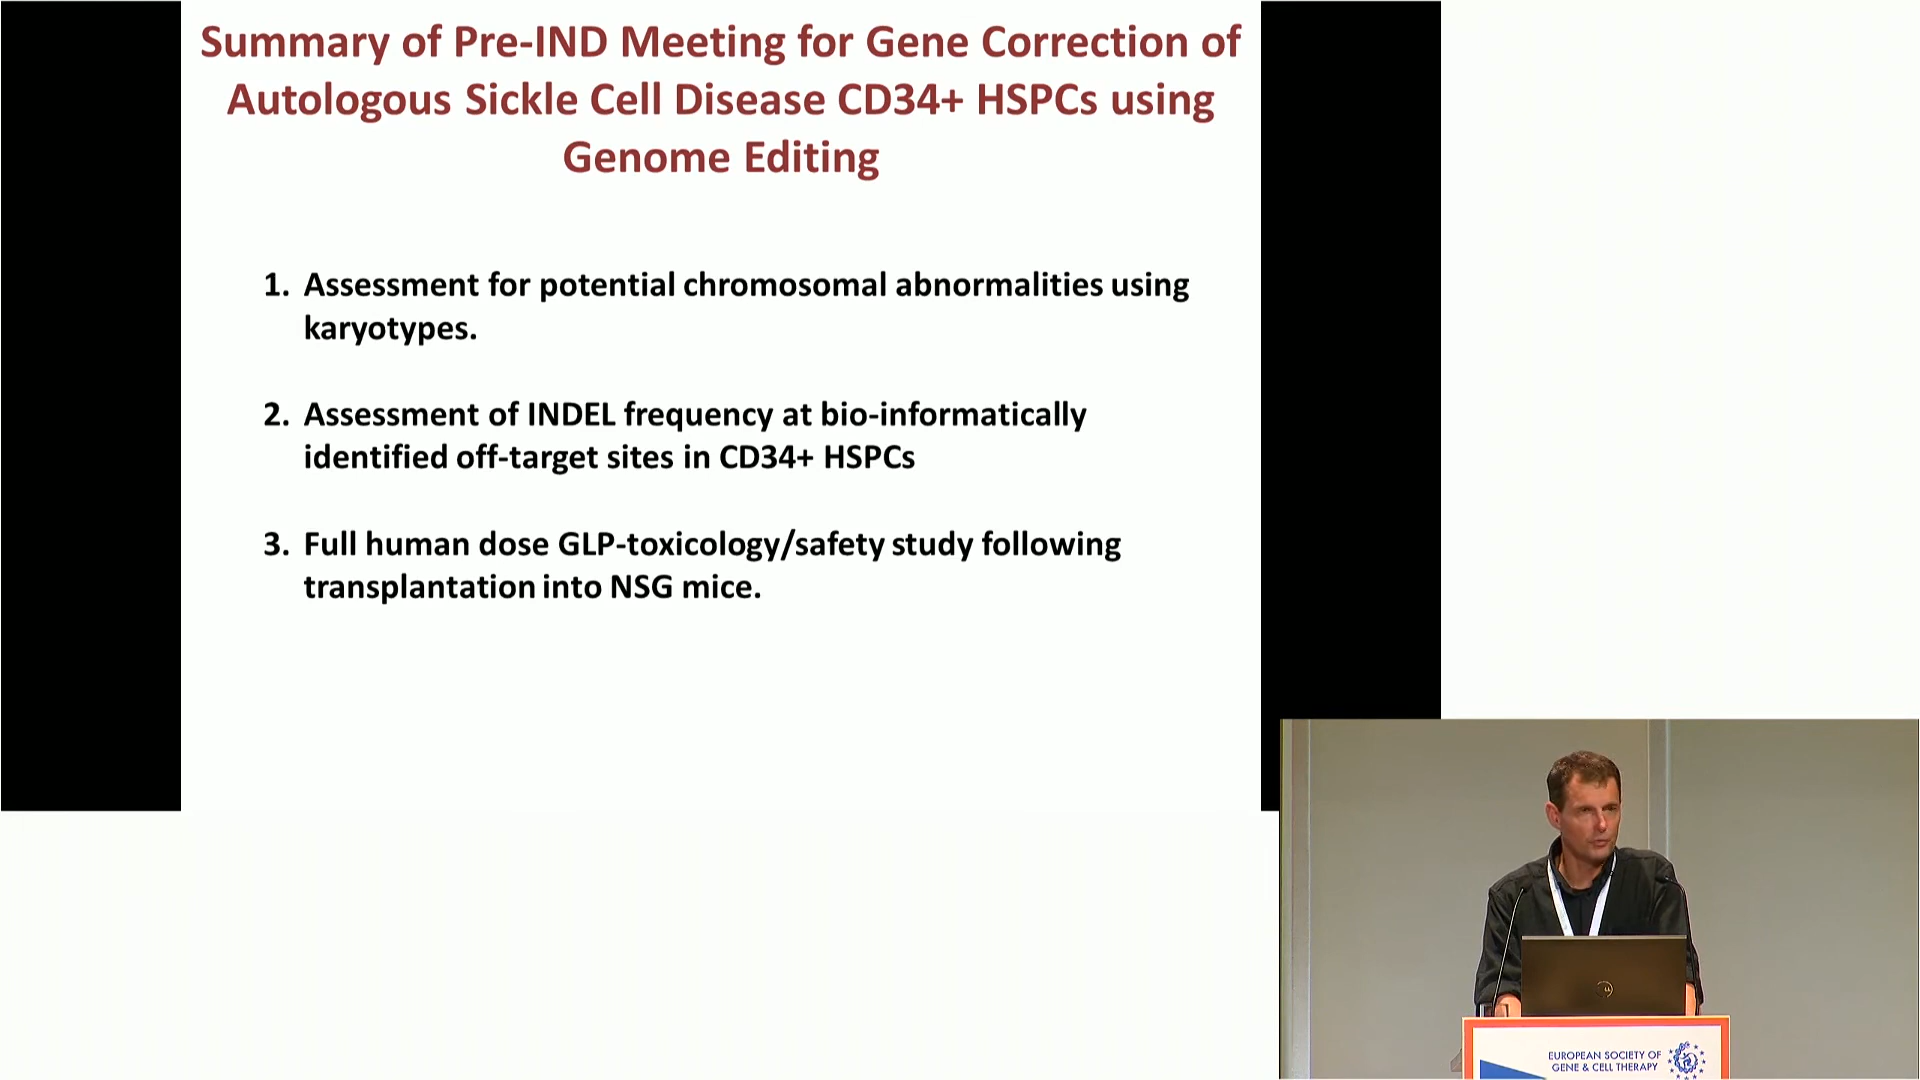 Summary of Pre-IND Meeting for Gene Correction of
Autologous Sickle Cell Disease CD34+ HSPCs using
Genome Editing
1. Assessment for potential chromosomal abnormalities using
karyotypes.
2. Assessment of INDEL frequency at bio-informatically
identified off-target sites in CD34+ HSPCs
3. Full human dose GLP-toxicology/safety study following
transplantation into NSG mice.
EUROPEAN SOCIETY OF
GENE & CELL THERAPY